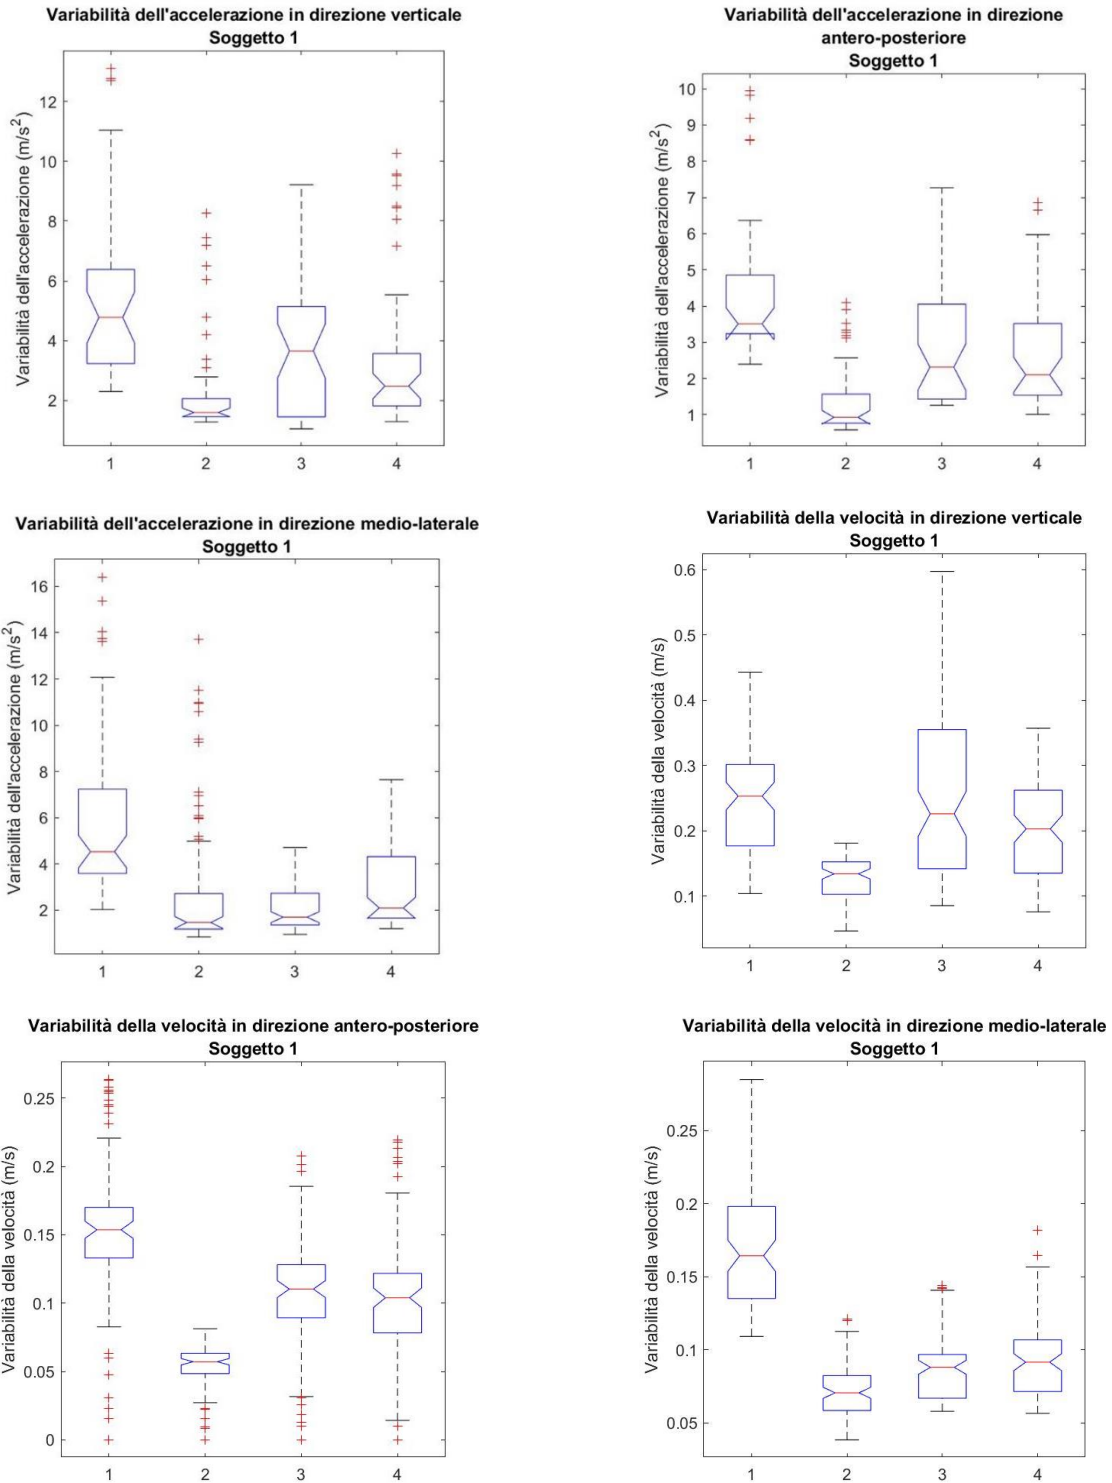 Variabilità dell'accelerazione in direzione verticale
Soggetto 1
Variabilità dell'accelerazione (m/s²)
12
10
8
6
4
2
1 2 3 4
Variabilità dell'accelerazione in direzione
antero-posteriore
Soggetto 1
Variabilità dell'accelerazione (m/s²)
10
9
8
7
6
5
4
3
2
1
1 2 3 4
Variabilità dell'accelerazione in direzione medio-laterale
Soggetto 1
Variabilità dell'accelerazione (m/s²)
16
14
12
10
8
6
4
2
1 2 3 4
Variabilità della velocità in direzione verticale
Soggetto 1
Variabilità della velocità (m/s)
0.6
0.5
0.4
0.3
0.2
0.1
1 2 3 4
Variabilità della velocità in direzione antero-posteriore
Soggetto 1
Variabilità della velocità (m/s)
0.25
0.2
0.15
0.1
0.05
0
1 2 3 4
Variabilità della velocità in direzione medio-laterale
Soggetto 1
Variabilità della velocità (m/s)
0.25
0.2
0.15
0.1
0.05
1 2 3 4